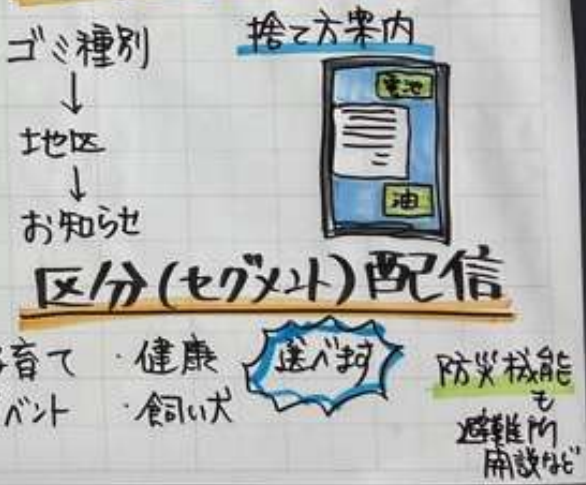 ゴミ種別
↓
地区
↓
お知らせ
捨て方案内
電池
油
区分(セグメント)配信
子育て ・健康
ベント ・飼い犬
選べます
防災機能
も
避難所
開設など